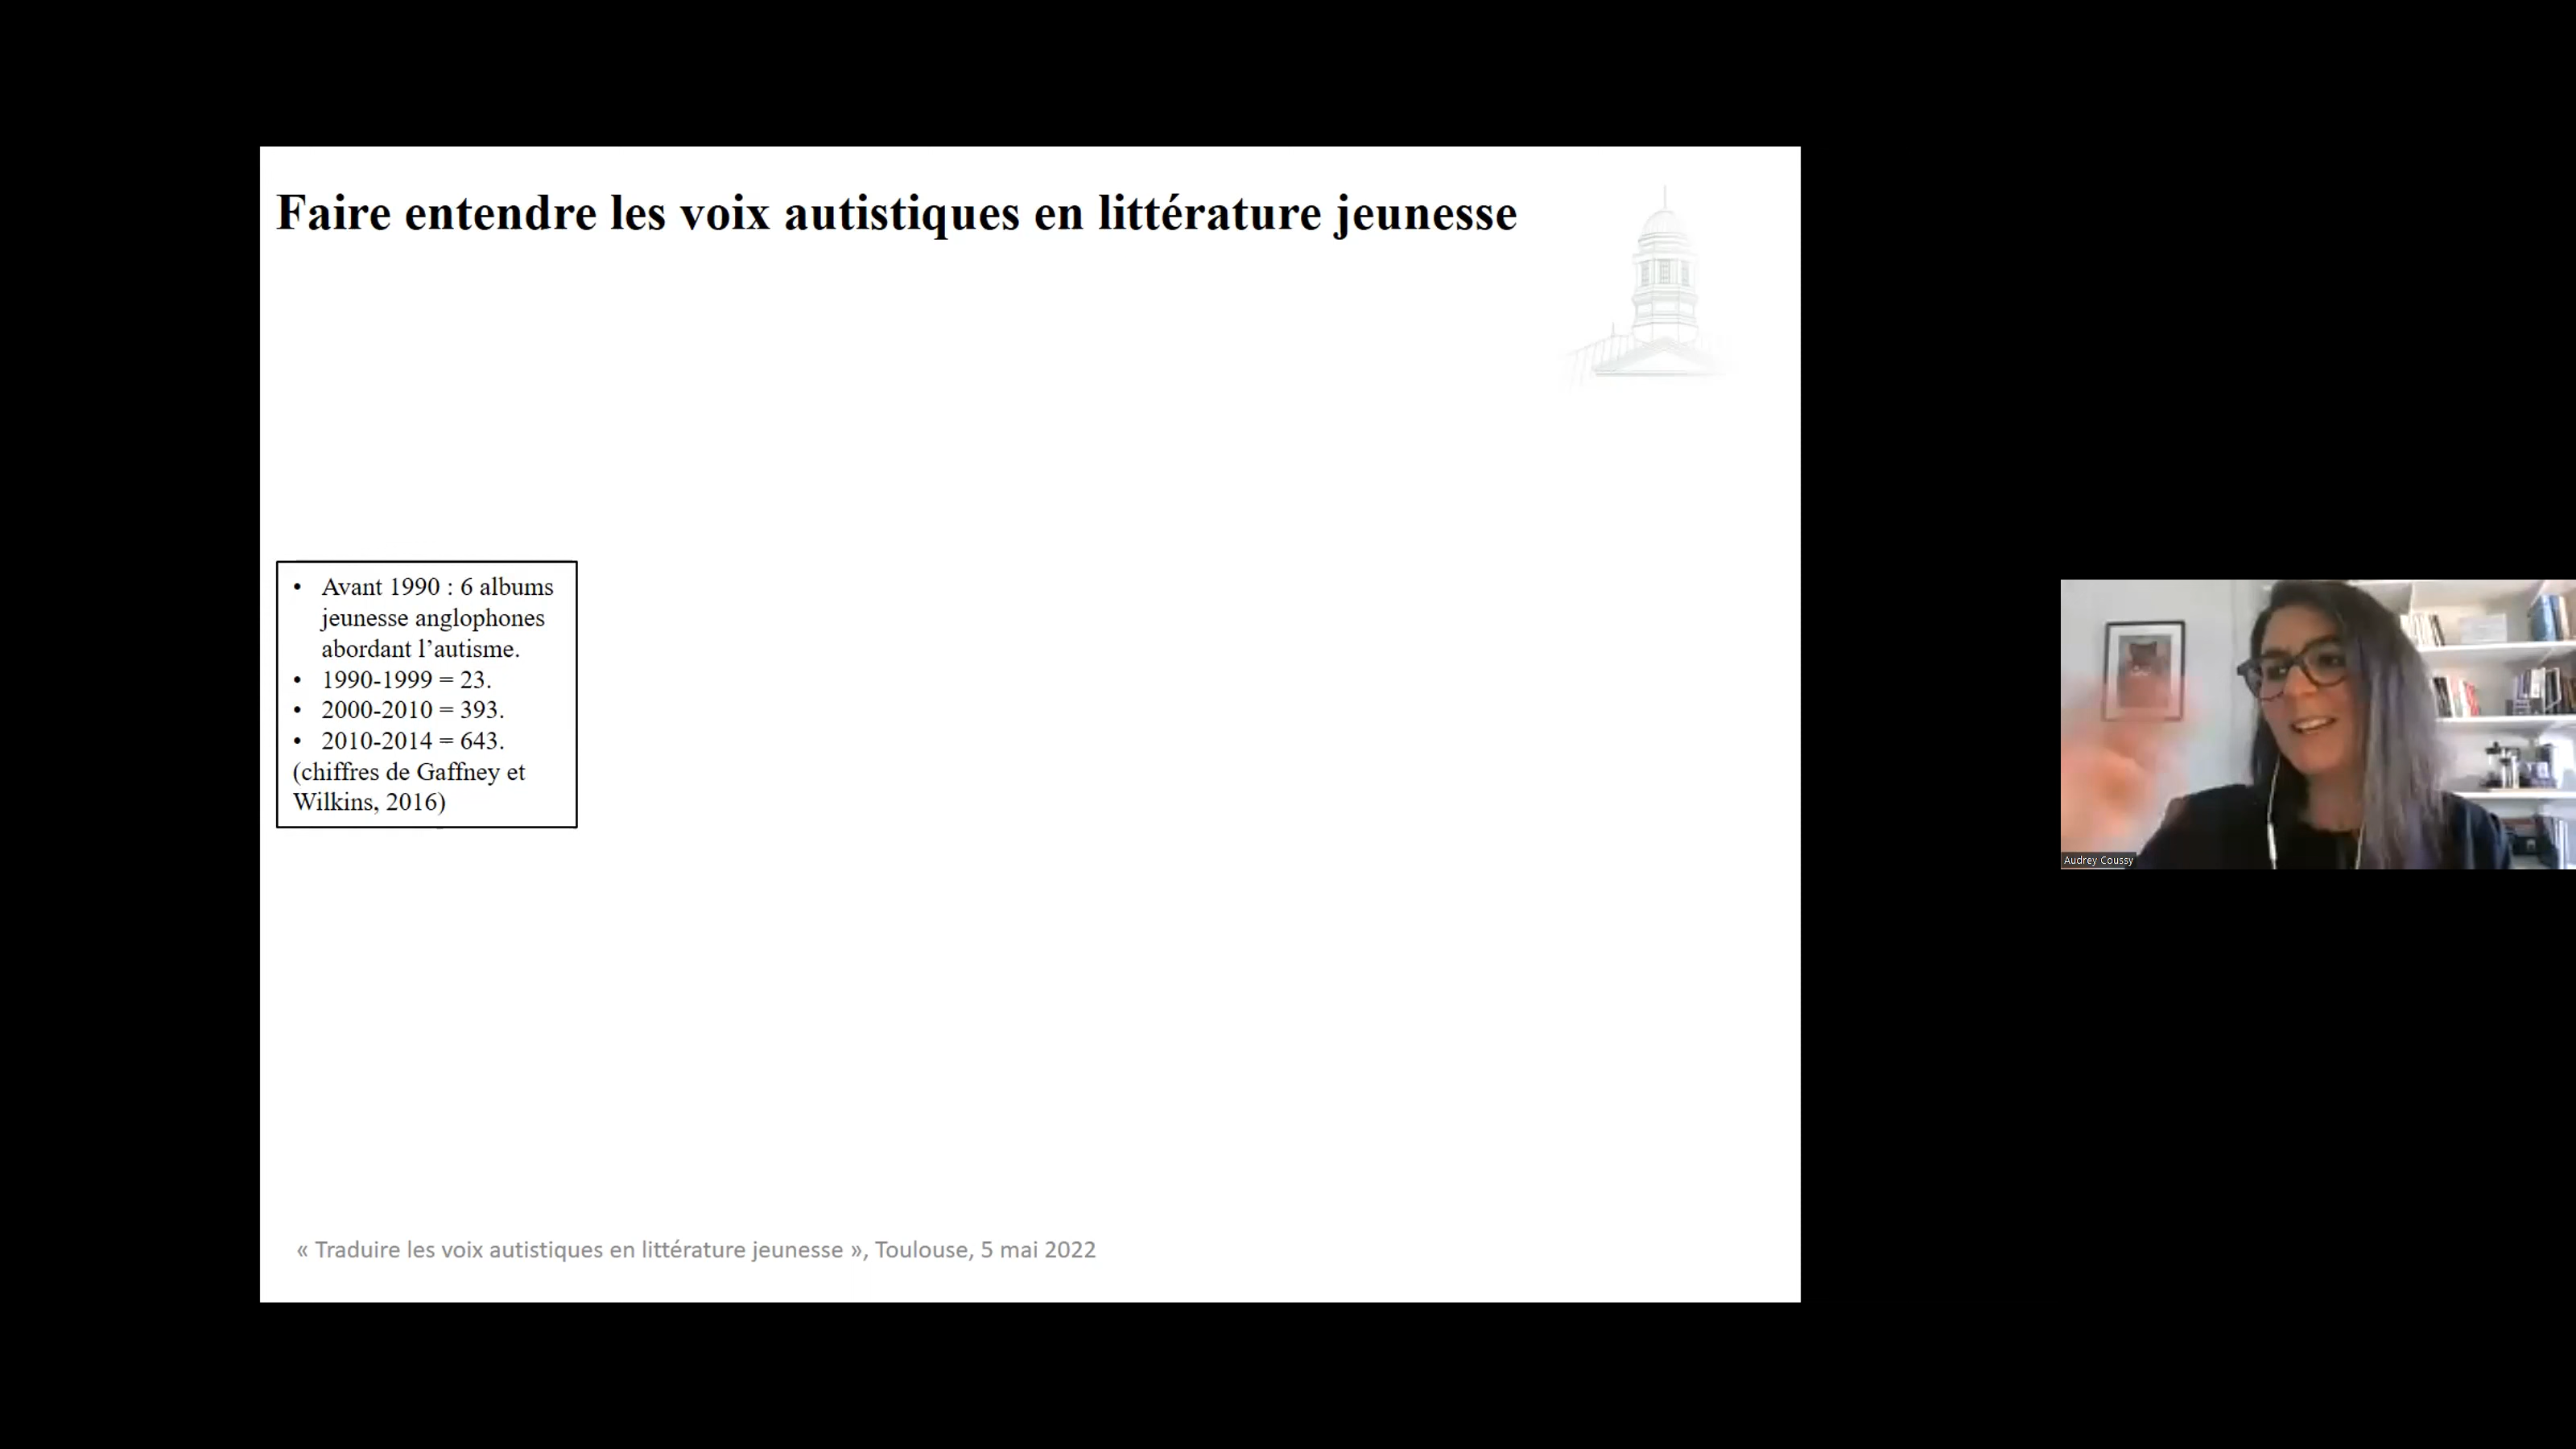 Faire entendre les voix autistiques en littérature jeunesse
• Avant 1990 : 6 albums
jeunesse anglophones
abordant l’autisme.
• 1990-1999 = 23.
• 2000-2010 = 393.
• 2010-2014 = 643.
(chiffres de Gaffney et
Wilkins, 2016)
« Traduire les voix autistiques en littérature jeunesse », Toulouse, 5 mai 2022
Audrey Coussy